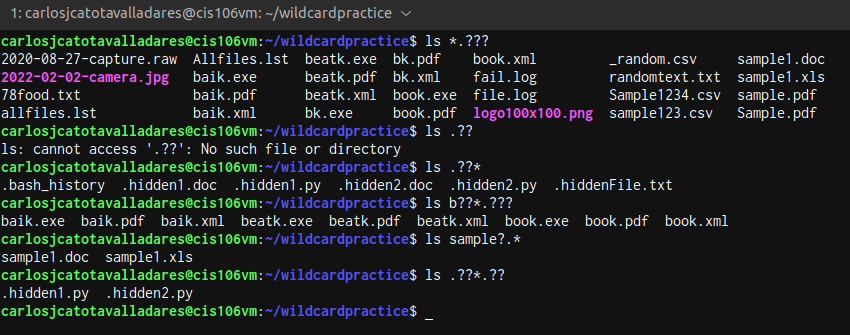 1: carlosjcatotavalladares@cis106vm: ~/wildcardpractice
carlosjcatotavalladares@cis106vm:~/wildcardpractice$ ls *.???
2020-08-27-capture.raw  Allfiles.lst  beatk.exe  bk.pdf    book.xml          _random.csv     sample1.doc
2022-02-02-camera.jpg   baik.exe      beatk.pdf  bk.xml    fail.log          randomtext.txt  sample1.xls
78food.txt              baik.pdf      beatk.xml  book.exe  file.log          Sample1234.csv  sample.pdf
allfiles.lst            baik.xml      bk.exe     book.pdf  logo100x100.png   sample123.csv   Sample.pdf
carlosjcatotavalladares@cis106vm:~/wildcardpractice$ ls .??
ls: cannot access '.??': No such file or directory
carlosjcatotavalladares@cis106vm:~/wildcardpractice$ ls .??*
.bash_history  .hidden1.doc  .hidden1.py  .hidden2.doc  .hidden2.py  .hiddenFile.txt
carlosjcatotavalladares@cis106vm:~/wildcardpractice$ ls b??*.???
baik.exe  baik.pdf  baik.xml  beatk.exe  beatk.pdf  beatk.xml  book.exe  book.pdf  book.xml
carlosjcatotavalladares@cis106vm:~/wildcardpractice$ ls sample?.*
sample1.doc  sample1.xls
carlosjcatotavalladares@cis106vm:~/wildcardpractice$ ls .??*.??
.hidden1.py  .hidden2.py
carlosjcatotavalladares@cis106vm:~/wildcardpractice$ _